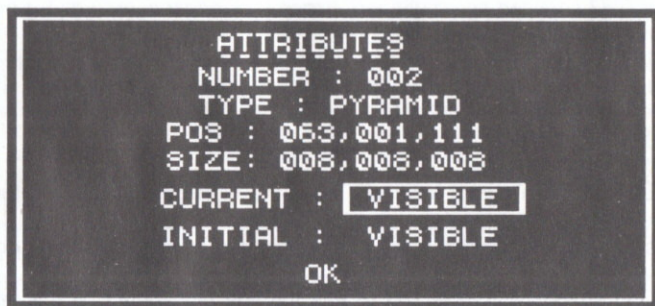 ATTRIBUTES
NUMBER : 002
TYPE : PYRAMID
POS : 063,001,111
SIZE: 008,008,008
CURRENT : VISIBLE
INITIAL : VISIBLE
OK